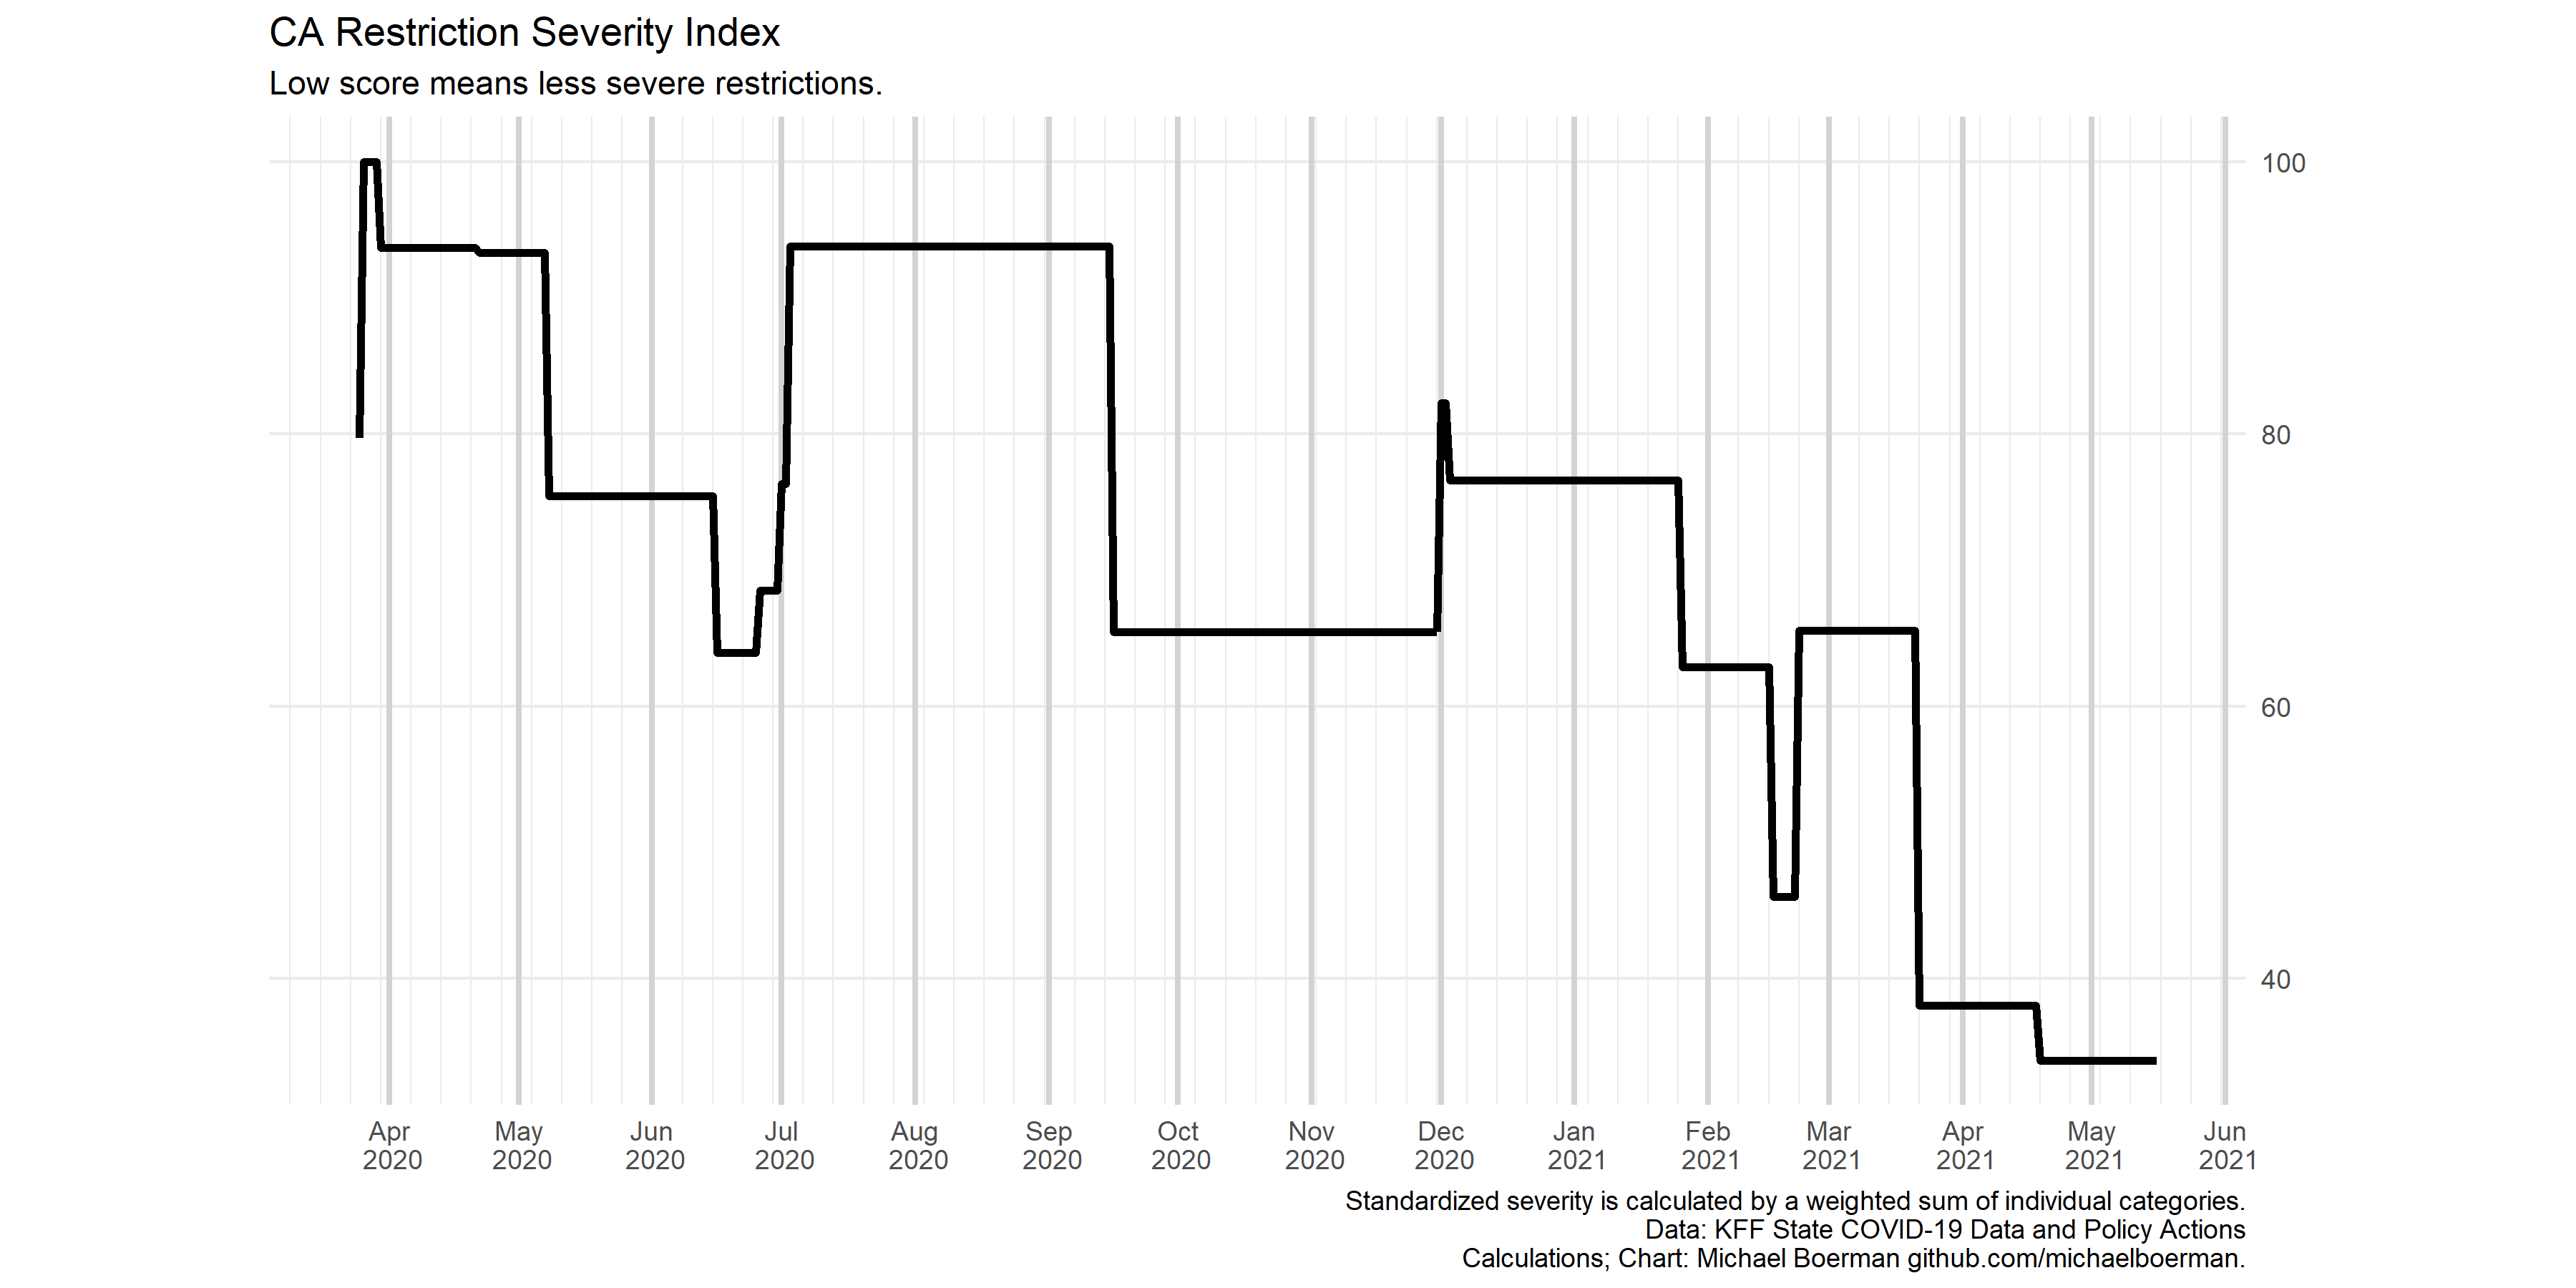 CA Restriction Severity Index
Low score means less severe restrictions.
100
80
60
40
Apr May Jun Jul Aug Sep Oct Nov Dec Jan Feb Mar Apr May Jun
2020 2020 2020 2020 2020 2020 2020 2020 2020 2021 2021 2021 2021 2021 2021
Standardized severity is calculated by a weighted sum of individual categories.
Data: KFF State COVID-19 Data and Policy Actions
Calculations; Chart: Michael Boerman github.com/michaelboerman.